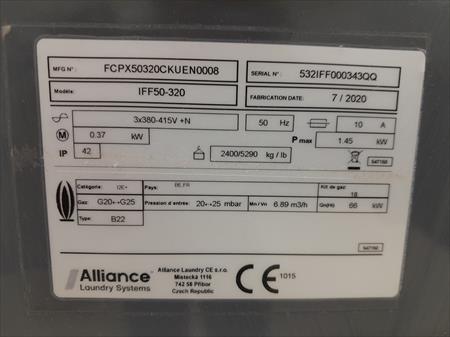 MFG N°: FCPX50320CKUEN0008 SERIAL N°: 532IFF000343QQ
Modèle: IFF50-320 FABRICATION DATE: 7 / 2020
3x380-415V +N 50 Hz 10 A
M 0.37 kW P max 1.45 kW
IP 42 2400/5290 kg / lb 547168
Catégorie: I2E+ Pays: BE,FR Kit de gaz: 18
Gaz: G20↔G25 Pression d'entrée: 20↔25 mbar Mn/Vn 6.89 m3/h Qn(Hi) 66 kW
Type: B22
547160
Alliance Laundry Systems
Alliance Laundry CE s.r.o.
Mistecká 1116
742 58 Příbor
Czech Republic
CE 1015